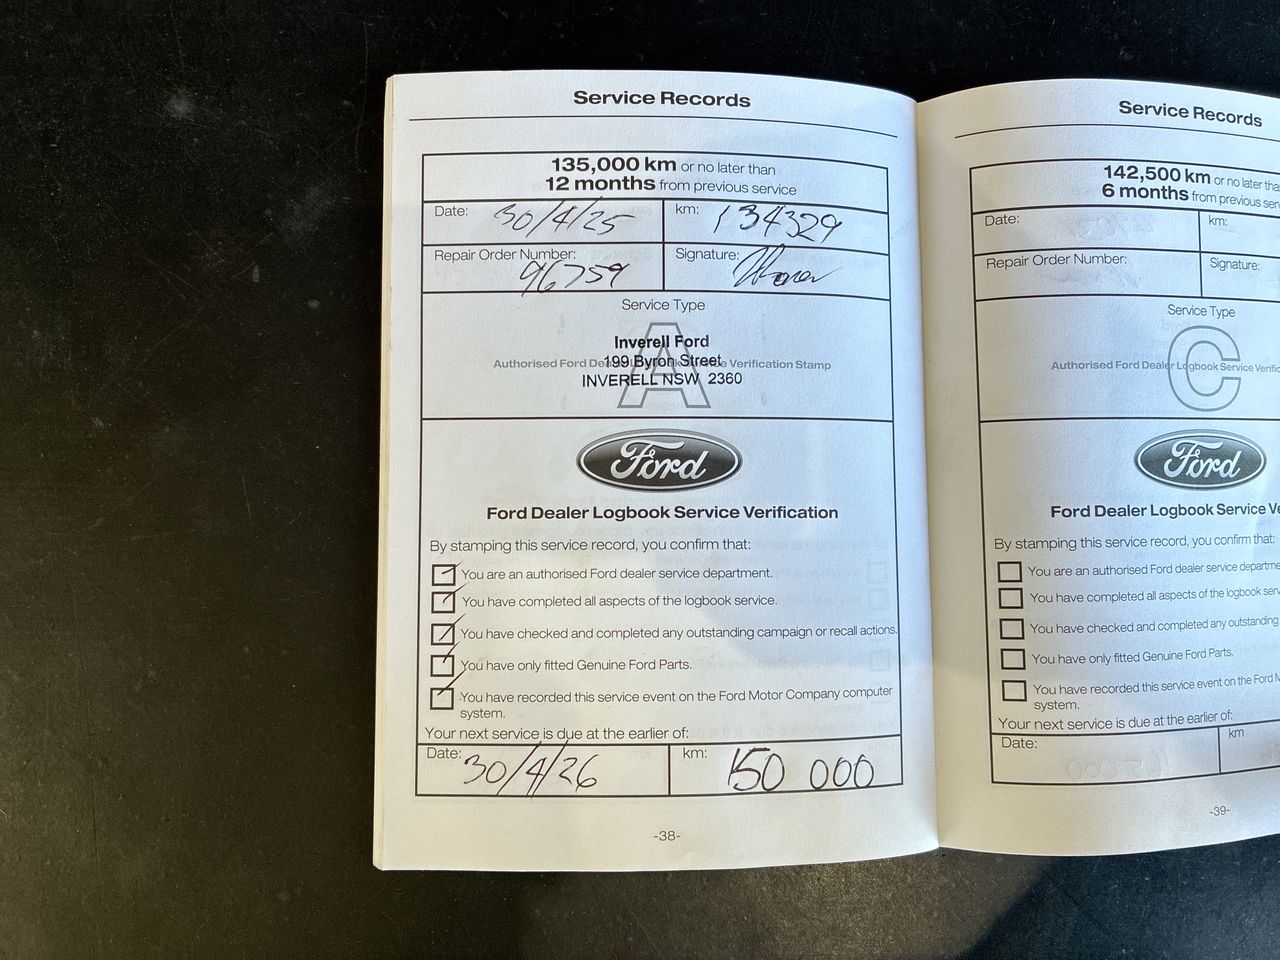 Service Records
135,000 km or no later than
12 months from previous service
Date: 30/4/25 km: 134329
Repair Order Number: 96759 Signature:
Service Type
A
Inverell Ford
199 Byron Street
Authorised Ford Dealer Logbook Service Verification Stamp
INVERELL NSW 2360
Ford
Ford Dealer Logbook Service Verification
By stamping this service record, you confirm that:
You are an authorised Ford dealer service department.
You have completed all aspects of the logbook service.
You have checked and completed any outstanding campaign or recall actions.
You have only fitted Genuine Ford Parts.
You have recorded this service event on the Ford Motor Company computer
system.
Your next service is due at the earlier of:
Date: 30/4/26 km: 150 000
-38-
Service Records
142,500 km or no later tha
6 months from previous ser
Date: km:
Repair Order Number: Signature:
Service Type
C
Authorised Ford Dealer Logbook Service Verific
Ford
Ford Dealer Logbook Service Ve
By stamping this service record, you confirm that:
You are an authorised Ford dealer service departme
You have completed all aspects of the logbook serv
You have checked and completed any outstanding
You have only fitted Genuine Ford Parts.
You have recorded this service event on the Ford M
system.
Your next service is due at the earlier of:
Date: km
-39-